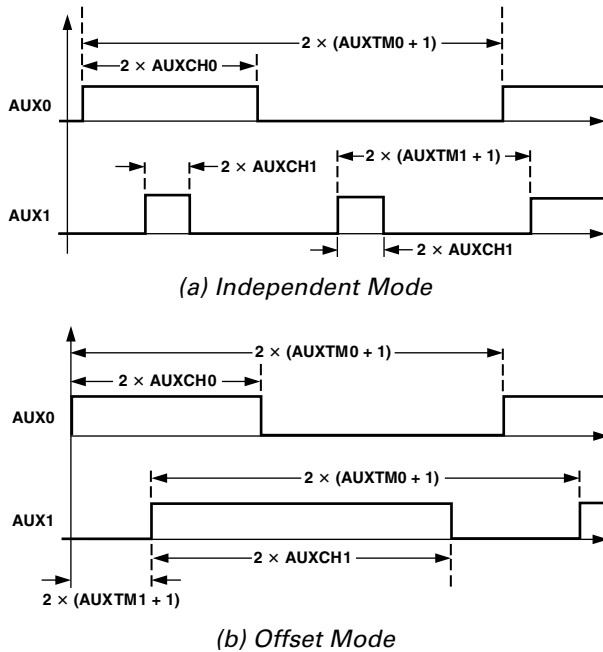 2 × (AUXTM0 + 1)
2 × AUXCH0
AUX0
2 × AUXCH1
2 × (AUXTM1 + 1)
AUX1
2 × AUXCH1
(a) Independent Mode
2 × (AUXTM0 + 1)
2 × AUXCH0
AUX0
2 × (AUXTM0 + 1)
AUX1
2 × AUXCH1
2 × (AUXTM1 + 1)
(b) Offset Mode